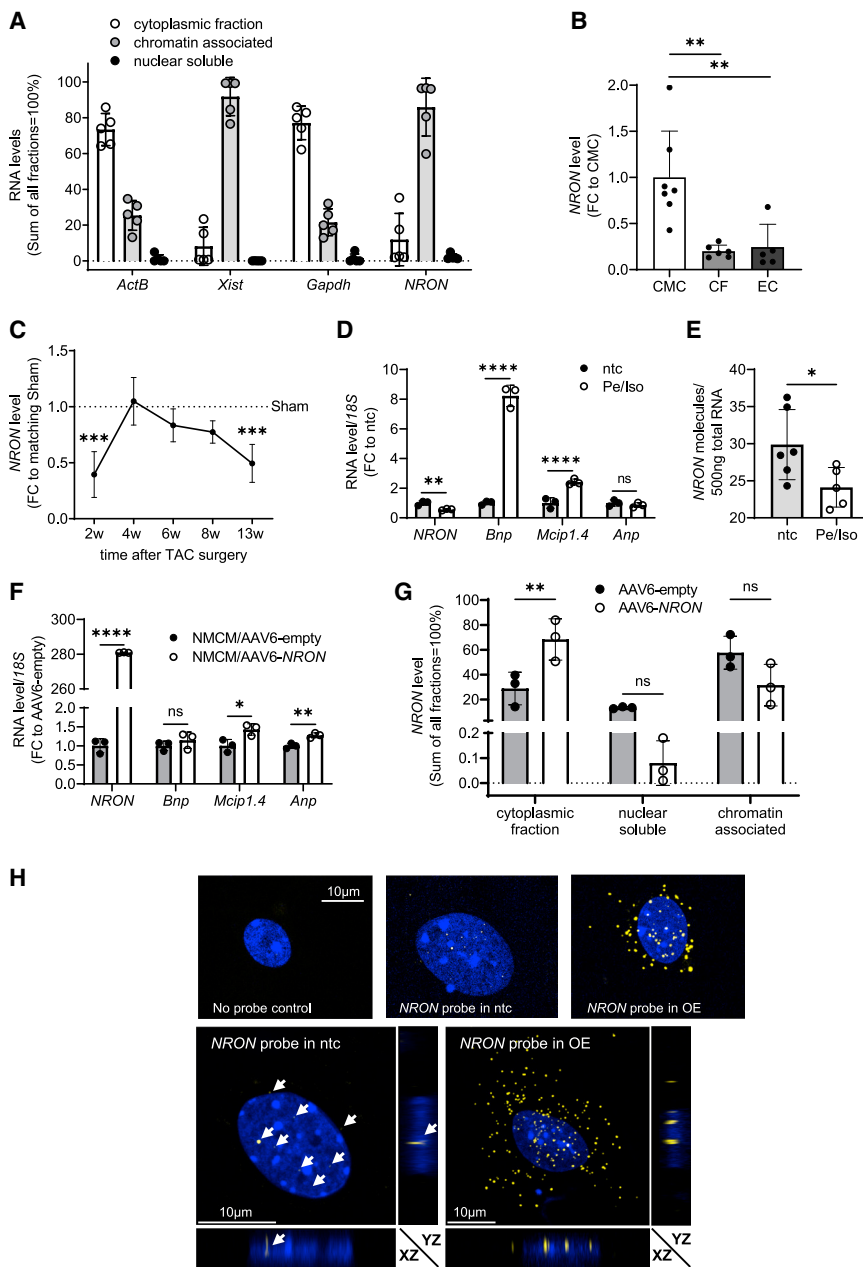 A
cytoplasmic fraction
chromatin associated
nuclear soluble
RNA levels
(Sum of all fractions=100%)
100
80
60
40
20
0
ActB
Xist
Gapdh
NRON
B
**
**
NRON level
(FC to CMC)
2.0
1.5
1.0
0.5
0.0
CMC
CF
EC
C
NRON level
(FC to matching Sham)
1.5
1.0
0.5
0.0
Sham
***
***
2w
4w
6w
8w
13w
time after TAC surgery
D
ntc
Pe/Iso
RNA level/18S
(FC to ntc)
10
8
6
4
2
0
**
****
****
ns
NRON
Bnp
Mcip1.4
Anp
E
*
NRON molecules/
500ng total RNA
40
35
30
25
20
ntc
Pe/Iso
F
NMCM/AAV6-empty
NMCM/AAV6-NRON
RNA level/18S
(FC to AAV6-empty)
300
280
260
2.0
1.5
1.0
0.5
0.0
****
ns
*
**
NRON
Bnp
Mcip1.4
Anp
G
AAV6-empty
AAV6-NRON
NRON level
(Sum of all fractions=100%)
100
80
60
40
20
0.2
0.1
0.0
**
ns
ns
cytoplasmic
fraction
nuclear
soluble
chromatin
associated
H
10µm
No probe control
NRON probe in ntc
NRON probe in OE
NRON probe in ntc
NRON probe in OE
10µm
10µm
YZ
XZ
YZ
XZ